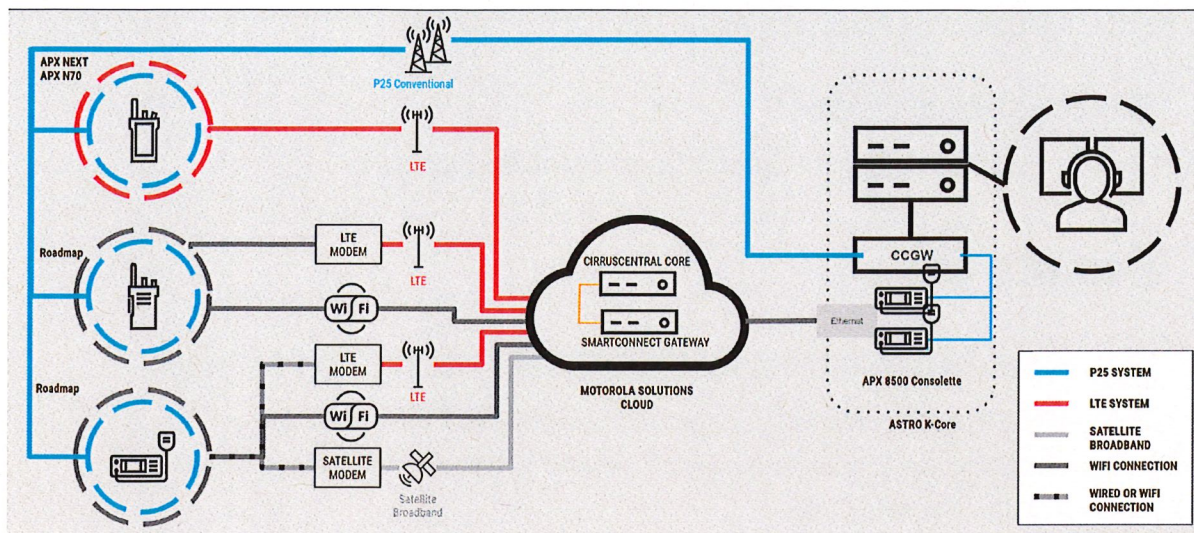 APX NEXT
APX N70
P25 Conventional
LTE
Roadmap
LTE
MODEM
LTE
Wi Fi
Roadmap
LTE
MODEM
LTE
Wi Fi
SATELLITE
MODEM
Satellite
Broadband
CIRRUSCENTRAL CORE
SMARTCONNECT GATEWAY
MOTOROLA SOLUTIONS
CLOUD
CCGW
Ethernet
APX 8500 Consolette
ASTRO K-Core
P25 SYSTEM
LTE SYSTEM
SATELLITE
BROADBAND
WIFI CONNECTION
WIRED OR WIFI
CONNECTION